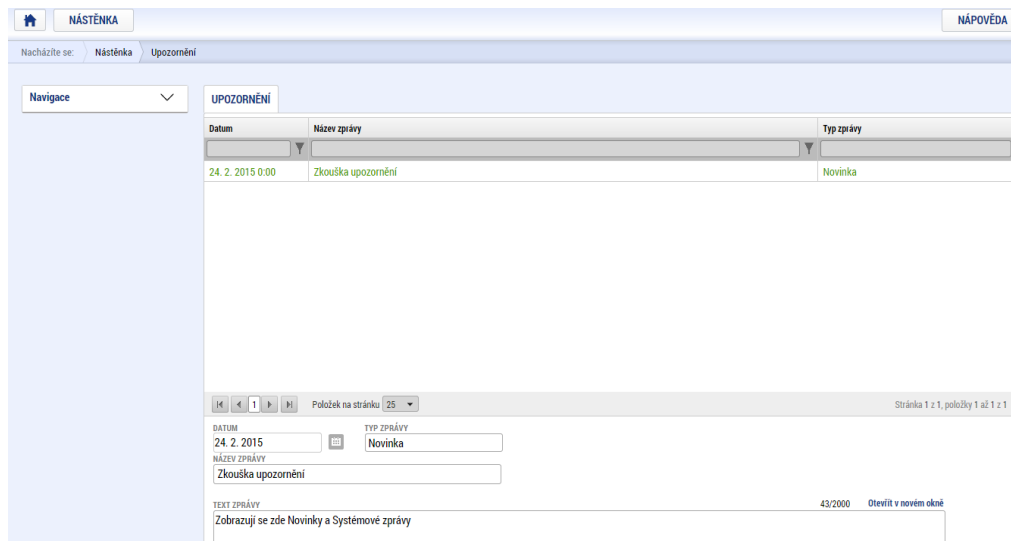 NÁSTĚNKA NÁPOVĚDA
Nacházíte se: Nástěnka Upozornění
Navigace
UPOZORNĚNÍ
Datum Název zprávy Typ zprávy
24. 2. 2015 0:00 Zkouška upozornění Novinka
1 Položek na stránku 25 Stránka 1 z 1, položky 1 až 1 z 1
DATUM TYP ZPRÁVY
24. 2. 2015 Novinka
NÁZEV ZPRÁVY
Zkouška upozornění
TEXT ZPRÁVY 43/2000 Otevřít v novém okně
Zobrazují se zde Novinky a Systémové zprávy